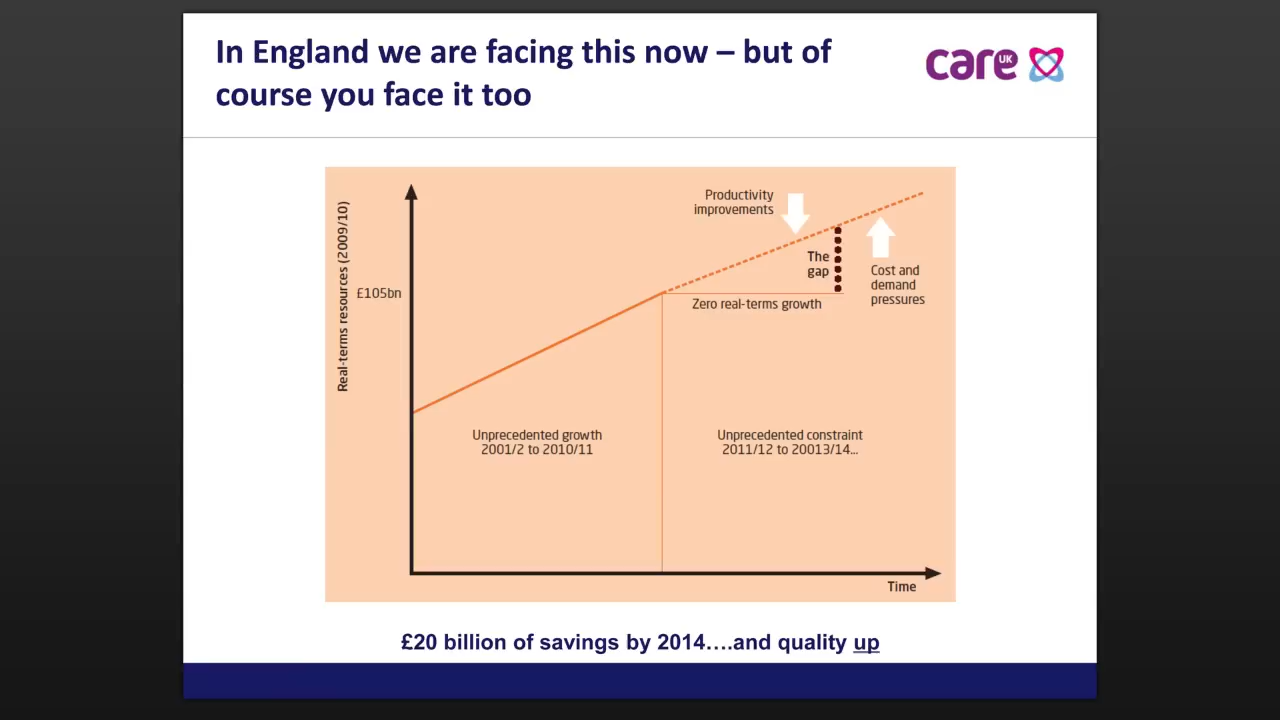 In England we are facing this now – but of
course you face it too
care UK
Real-terms resources (2009/10)
£105bn
Productivity
improvements
The
gap
Cost and
demand
pressures
Zero real-terms growth
Unprecedented growth
2001/2 to 2010/11
Unprecedented constraint
2011/12 to 20013/14...
Time
£20 billion of savings by 2014….and quality up